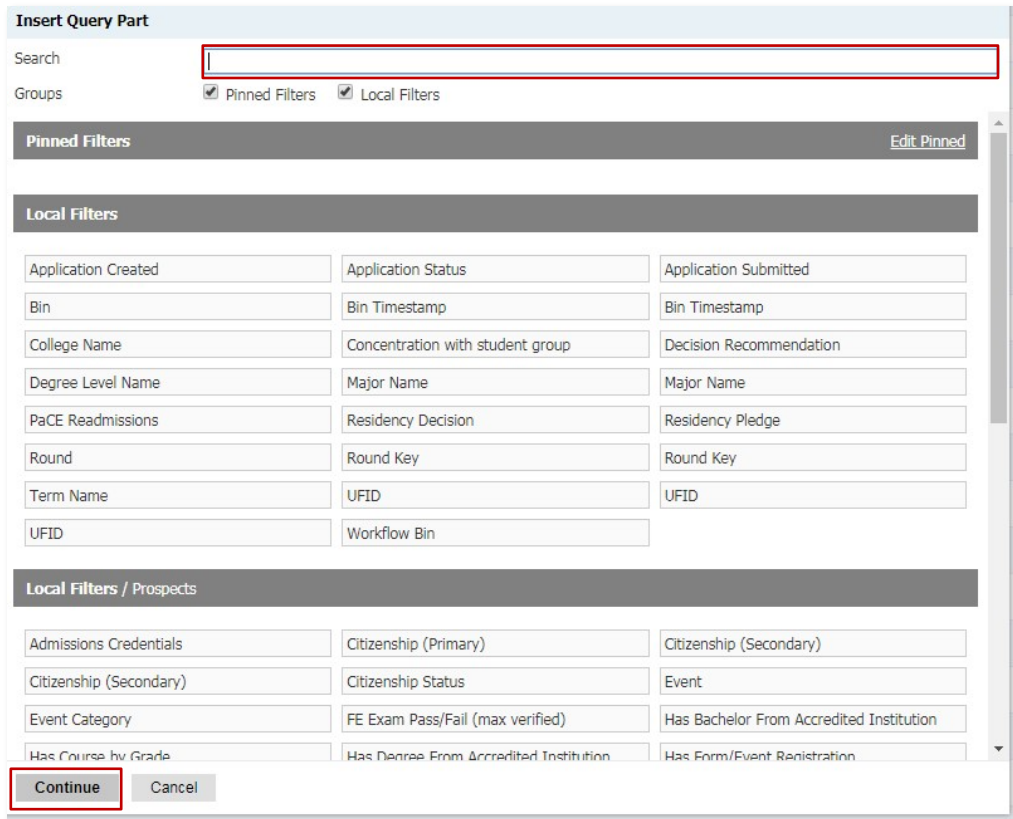 Insert Query Part
Search
Groups Pinned Filters Local Filters
Pinned Filters Edit Pinned
Local Filters
Application Created Application Status Application Submitted
Bin Bin Timestamp Bin Timestamp
College Name Concentration with student group Decision Recommendation
Degree Level Name Major Name Major Name
PaCE Readmissions Residency Decision Residency Pledge
Round Round Key Round Key
Term Name UFID UFID
UFID Workflow Bin
Local Filters / Prospects
Admissions Credentials Citizenship (Primary) Citizenship (Secondary)
Citizenship (Secondary) Citizenship Status Event
Event Category FE Exam Pass/Fail (max verified) Has Bachelor From Accredited Institution
Has Course by Grade Has Degree From Accredited Institution Has Form/Event Registration
Continue Cancel